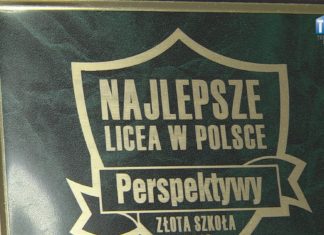 NAJLEPSZE
LICEA W POLSCE
Perspektywy
ZŁOTA SZKOŁA